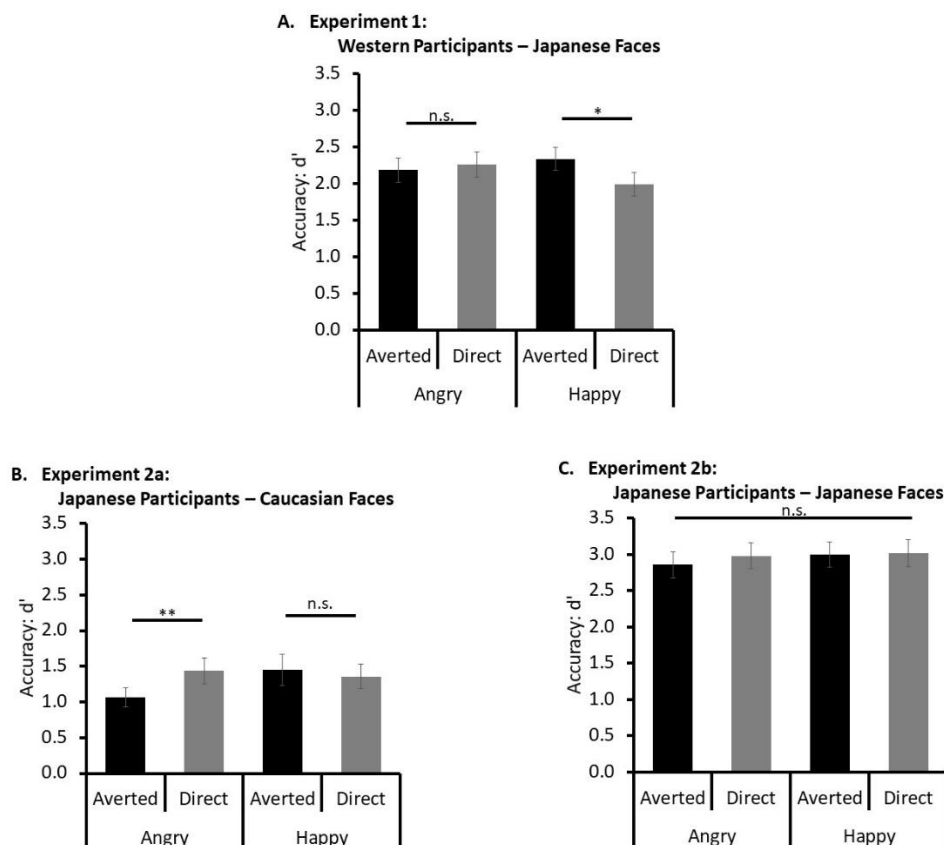 A. Experiment 1:
Western Participants – Japanese Faces
3.5
3.0
2.5
2.0
1.5
1.0
0.5
0.0
Accuracy: d'
n.s.
*
Averted Direct Averted Direct
Angry Happy
B. Experiment 2a:
Japanese Participants – Caucasian Faces
3.5
3.0
2.5
2.0
1.5
1.0
0.5
0.0
Accuracy: d'
**
n.s.
Averted Direct Averted Direct
Angry Happy
C. Experiment 2b:
Japanese Participants – Japanese Faces
n.s.
3.5
3.0
2.5
2.0
1.5
1.0
0.5
0.0
Accuracy: d'
Averted Direct Averted Direct
Angry Happy